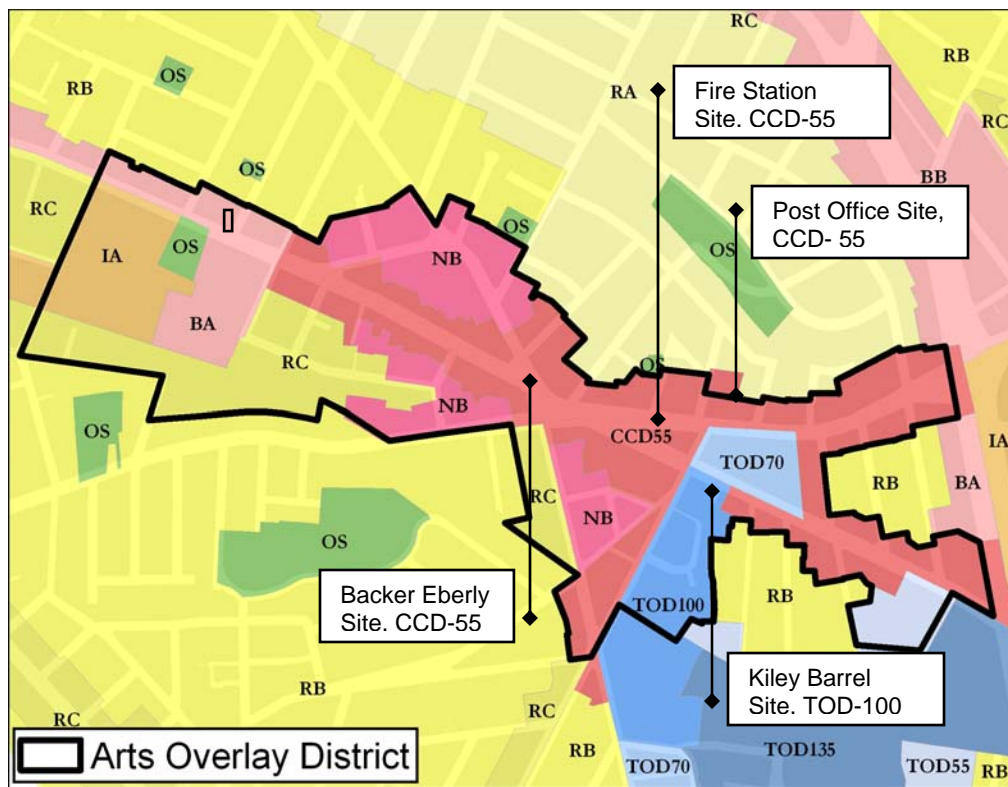 RC
RB
OS
RA
Fire Station
Site. CCD-55
RB
RC
BB
OS
RC
OS
Post Office Site,
CCD- 55
OS
IA
OS
NB
BA
RC
OS
NB
CCD55
IA
OS
TOD70
RB
BA
RC
NB
OS
Backer Eberly
Site. CCD-55
TOD100
RB
RB
Kiley Barrel
Site. TOD-100
RC
RC
RB
TOD70
TOD135
TOD55
RB
Arts Overlay District